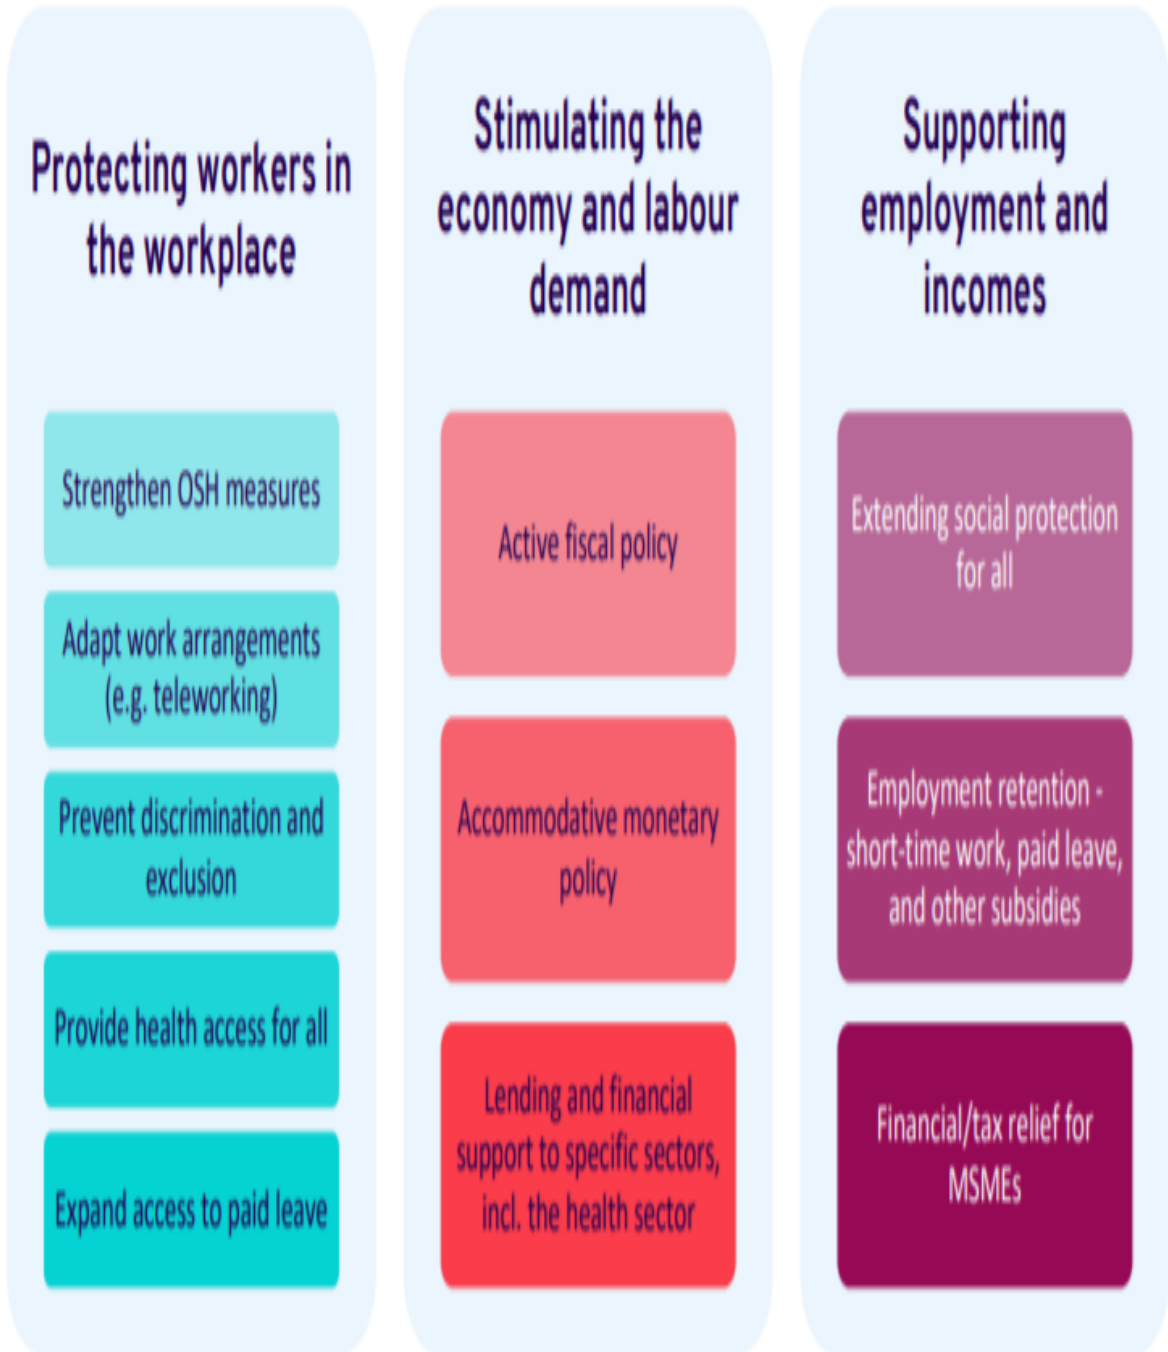 Protecting workers in
the workplace
Strengthen OSH measures
Adapt work arrangements
(e.g. teleworking)
Prevent discrimination and
exclusion
Provide health access for all
Expand access to paid leave
Stimulating the
economy and labour
demand
Active fiscal policy
Accommodative monetary
policy
Lending and financial
support to specific sectors,
incl. the health sector
Supporting
employment and
incomes
Extending social protection
for all
Employment retention -
short-time work, paid leave,
and other subsidies
Financial/tax relief for
MSMEs